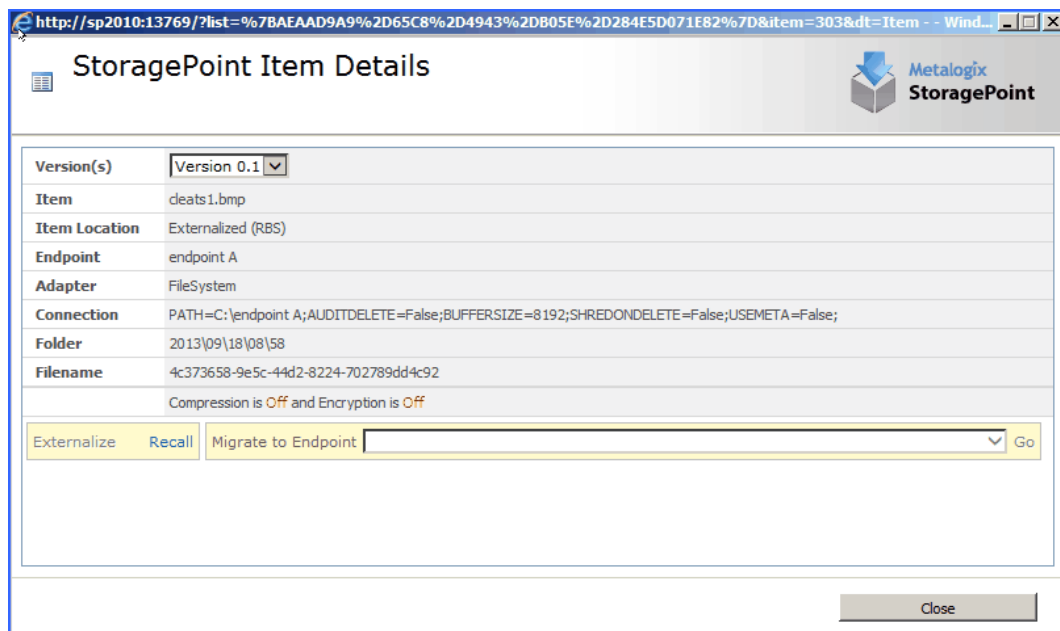 http://sp2010:13769/?list=%7BAEAAD9A9%2D65C8%2D4943%2DB05E%2D284E5D071E82%7D&item=303&dt=Item - - Wind...
StoragePoint Item Details
Metalogix
StoragePoint
Version(s) Version 0.1
Item cleats1.bmp
Item Location Externalized (RBS)
Endpoint endpoint A
Adapter FileSystem
Connection PATH=C:\endpoint A;AUDITDELETE=False;BUFFERSIZE=8192;SHREDONDELETE=False;USEMETA=False;
Folder 2013\09\18\08\58
Filename 4c373658-9e5c-44d2-8224-702789dd4c92
Compression is Off and Encryption is Off
Externalize Recall Migrate to Endpoint Go
Close